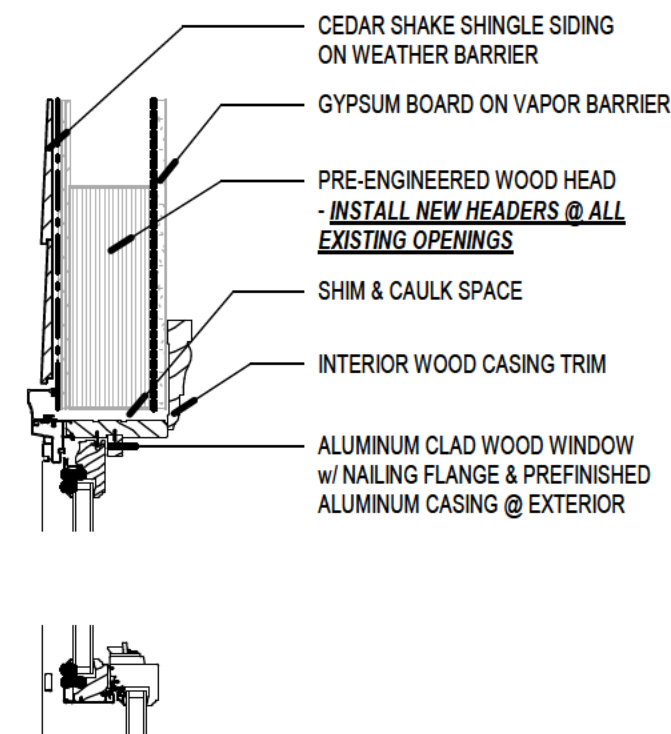 CEDAR SHAKE SHINGLE SIDING
ON WEATHER BARRIER
GYPSUM BOARD ON VAPOR BARRIER
PRE-ENGINEERED WOOD HEAD
- INSTALL NEW HEADERS @ ALL
EXISTING OPENINGS
SHIM & CAULK SPACE
INTERIOR WOOD CASING TRIM
ALUMINUM CLAD WOOD WINDOW
w/ NAILING FLANGE & PREFINISHED
ALUMINUM CASING @ EXTERIOR